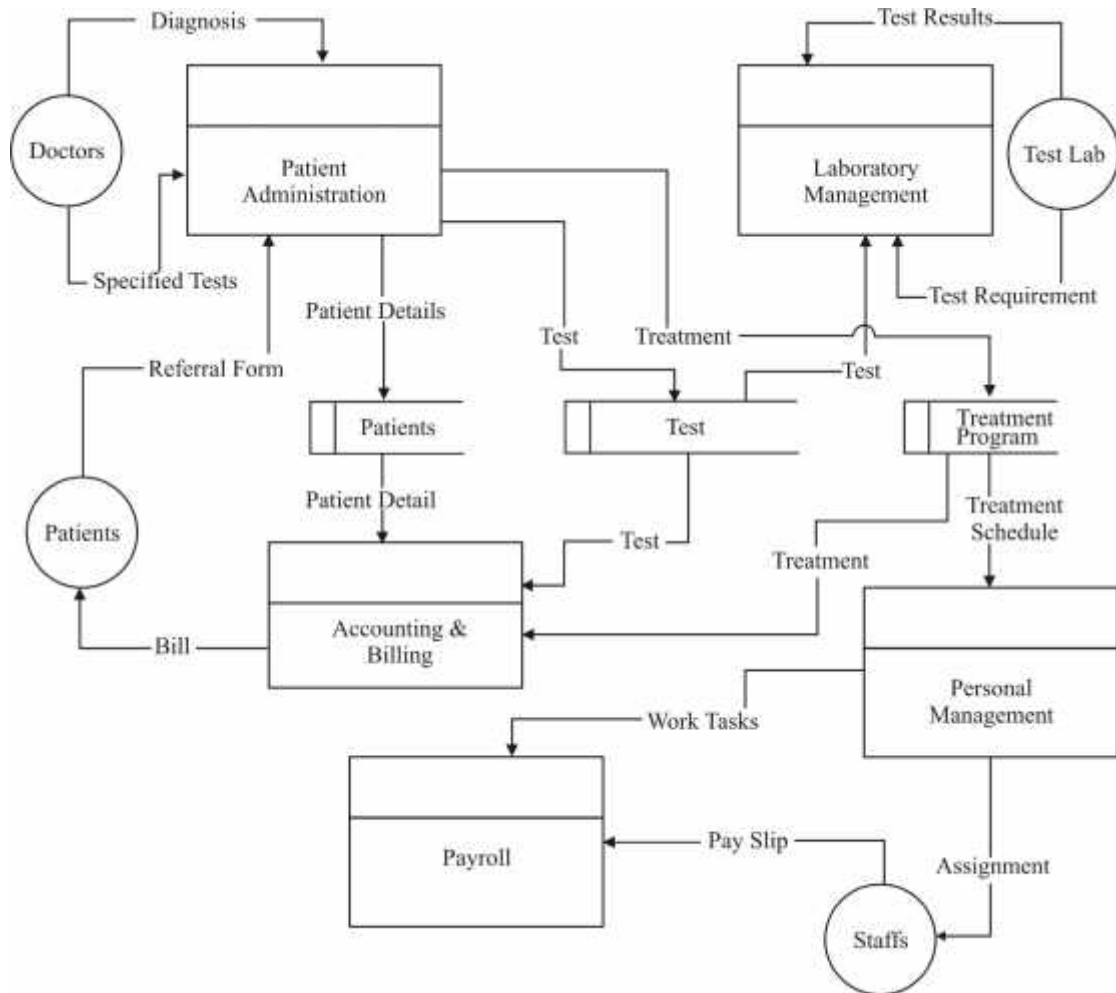 Diagnosis
Test Results
Doctors
Patient
Administration
Laboratory
Management
Test Lab
Specified Tests
Patient Details
Test Requirement
Test
Treatment
Referral Form
Test
Patients
Test
Treatment
Program
Patient Detail
Treatment
Schedule
Patients
Test
Treatment
Accounting &
Billing
Bill
Personal
Management
Work Tasks
Payroll
Pay Slip
Assignment
Staffs